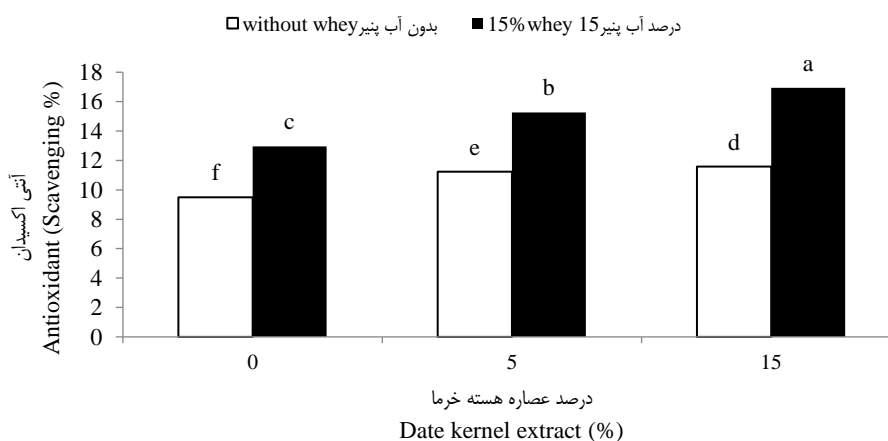 without whey بدون آب پنیر 15%whey 15 درصد آب پنیر
18
16
14
12
10
8
6
4
2
0
آنتی اکسیدان
Antioxidant (Scavenging %)
f
c
e
b
d
a
0 5 15
درصد عصاره هسته خرما
Date kernel extract (%)